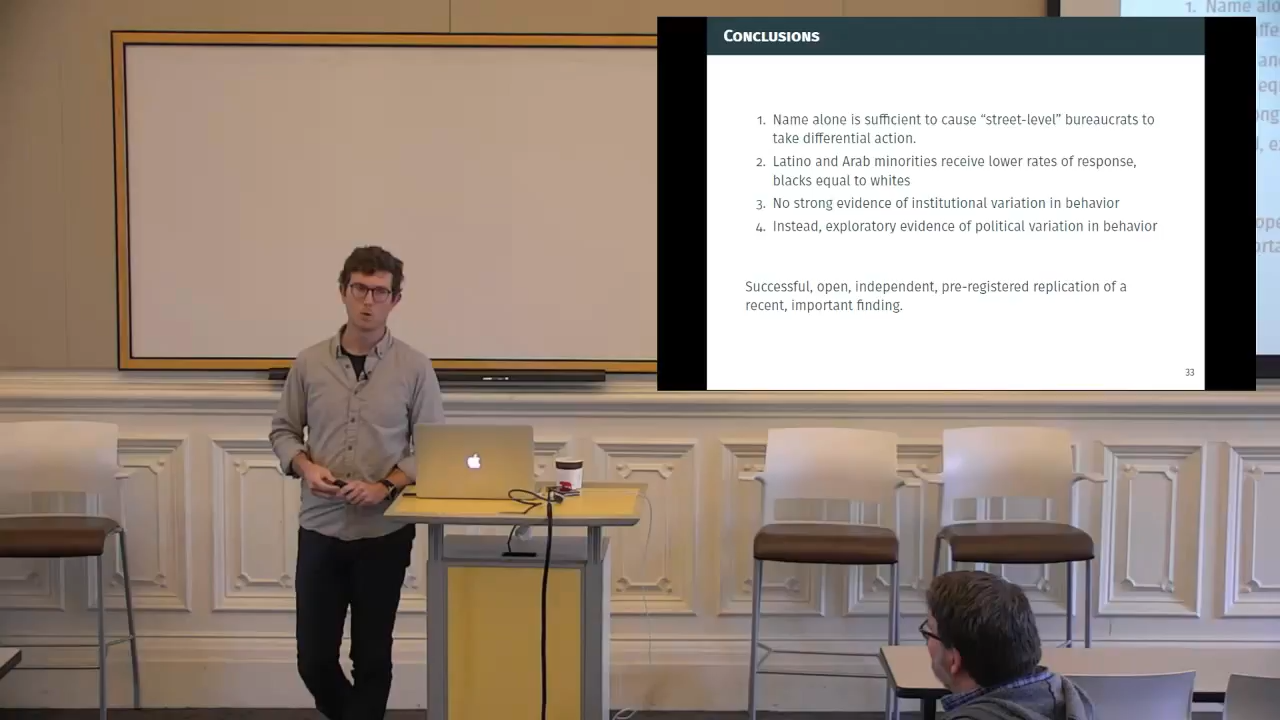 CONCLUSIONS
1. Name alone is sufficient to cause “street-level” bureaucrats to
take differential action.
2. Latino and Arab minorities receive lower rates of response,
blacks equal to whites
3. No strong evidence of institutional variation in behavior
4. Instead, exploratory evidence of political variation in behavior
Successful, open, independent, pre-registered replication of a
recent, important finding.
33
1. Name